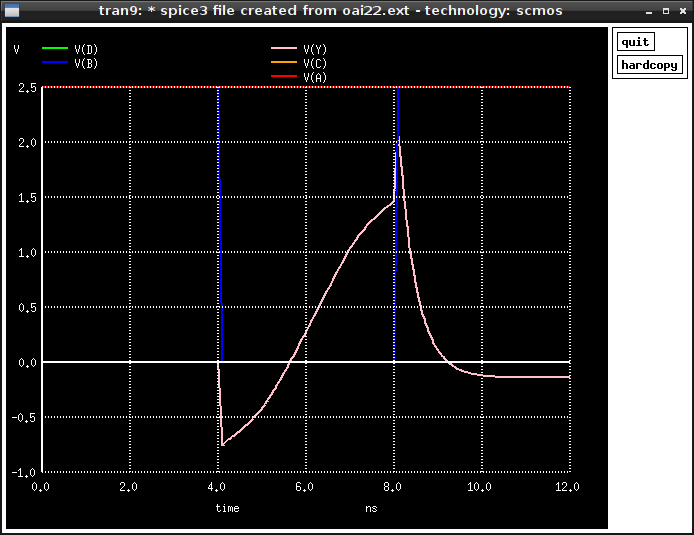 tran9: * spice3 file created from oai22.ext - technology: scmos
quit
hardcopy
V
V(D)
V(Y)
V(B)
V(C)
V(A)
2.5
2.0
1.5
1.0
0.5
0.0
-0.5
-1.0
0.0 2.0 4.0 6.0 8.0 10.0 12.0
time ns